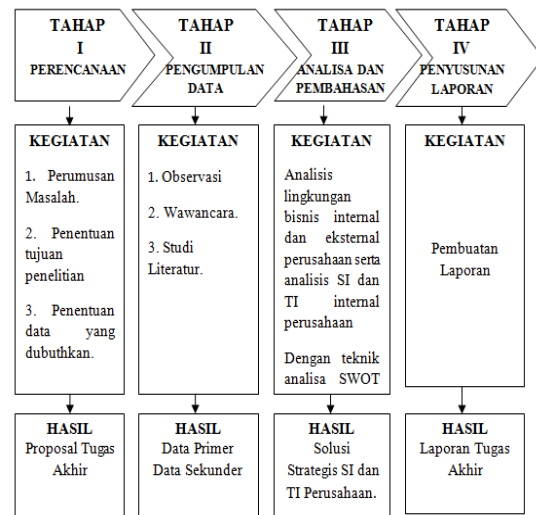 TAHAP
I
PERENCANAAN
TAHAP
II
PENGUMPULAN
DATA
TAHAP
III
ANALISA DAN
PEMBAHASAN
TAHAP
IV
PENYUSUNAN
LAPORAN
KEGIATAN
1. Perumusan
Masalah.
2. Penentuan
tujuan
penelitian
3. Penentuan
data yang
dubuthkan.
KEGIATAN
1. Observasi
2. Wawancara.
3. Studi
Literatur.
KEGIATAN
Analisis
lingkungan
bisnis internal
dan eksternal
perusahaan serta
analisis SI dan
TI internal
perusahaan
Dengan teknik
analisa SWOT
KEGIATAN
Pembuatan
Laporan
HASIL
Proposal Tugas
Akhir
HASIL
Data Primer
Data Sekunder
HASIL
Solusi
Strategis SI dan
TI Perusahaan.
HASIL
Laporan Tugas
Akhir